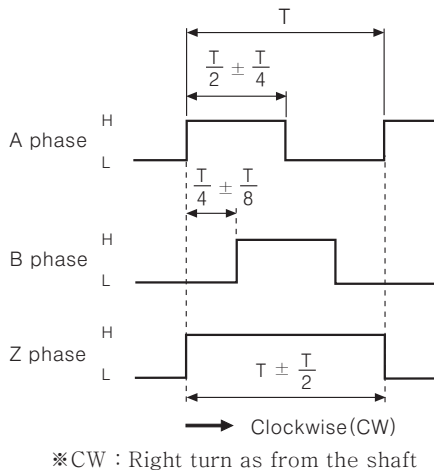 T
T/2 ± T/4
H
A phase
L
T/4 ± T/8
H
B phase
L
H
Z phase
L
T ± T/2
Clockwise(CW)
※CW : Right turn as from the shaft